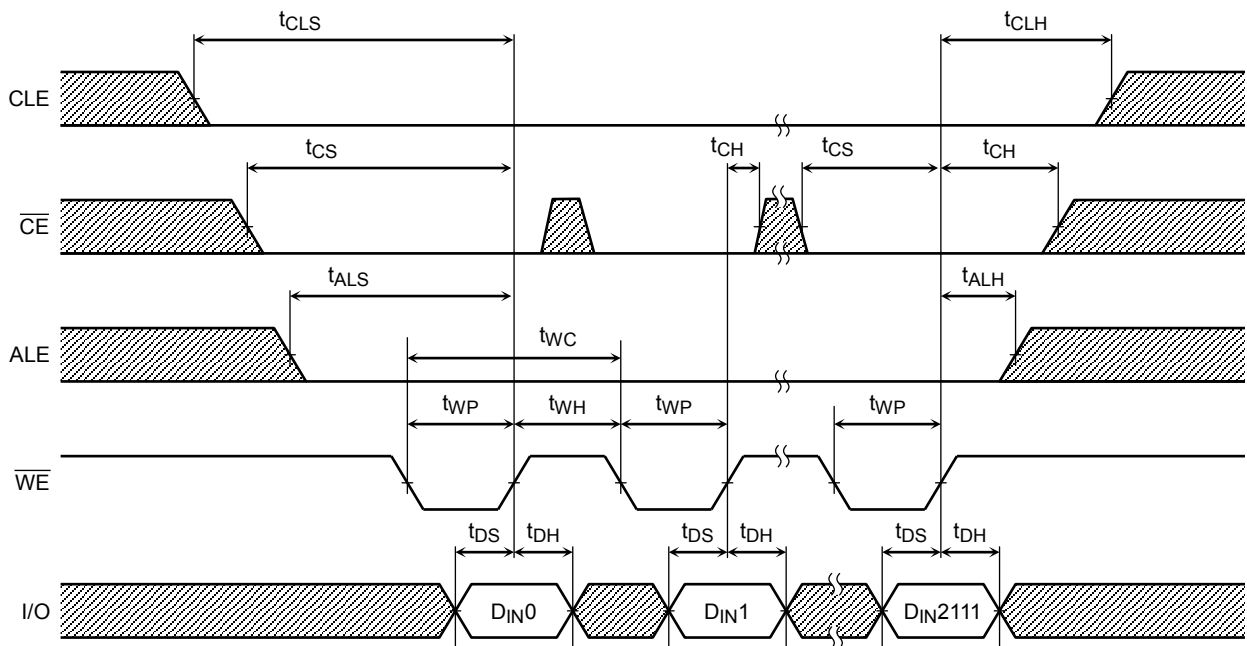 tCLS tCLH
CLE
tCS tCH tCS tCH
CE
tALS tALH
ALE
tWC
tWP tWH tWP tWP
WE
tDS tDH tDS tDH tDS tDH
I/O DIN0 DIN1 DIN2111